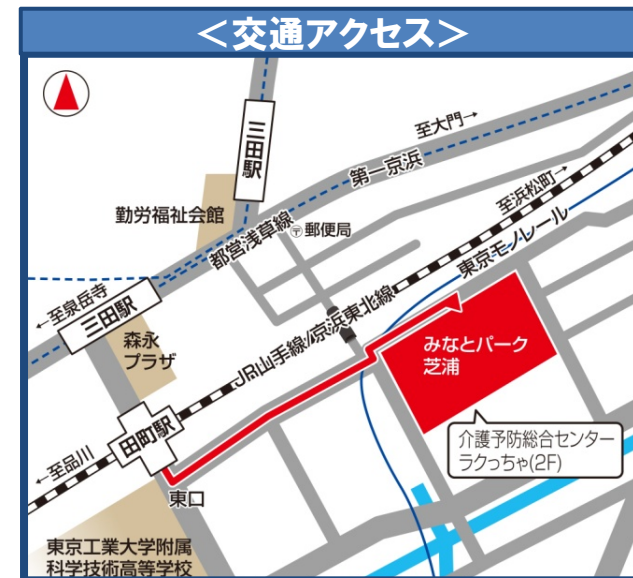 ＜交通アクセス＞
至大門→
三田駅
第一京浜
至浜松町→
勤労福祉会館
都営浅草線
〒郵便局
東京モノレール
←至泉岳寺
三田駅
JR山手線/京浜東北線
森永
プラザ
みなとパーク
芝浦
田町駅
介護予防総合センター
ラクっちゃ(2F)
←至品川
東口
東京工業大学附属
科学技術高等学校